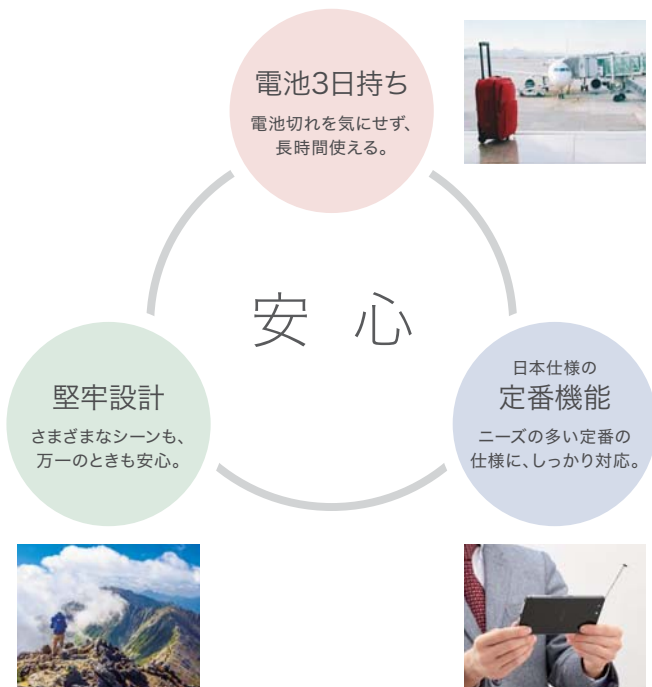 電池3日持ち
電池切れを気にせず、
長時間使える。
安心
堅牢設計
さまざまなシーンも、
万一のときも安心。
日本仕様の
定番機能
ニーズの多い定番の
仕様に、しっかり対応。